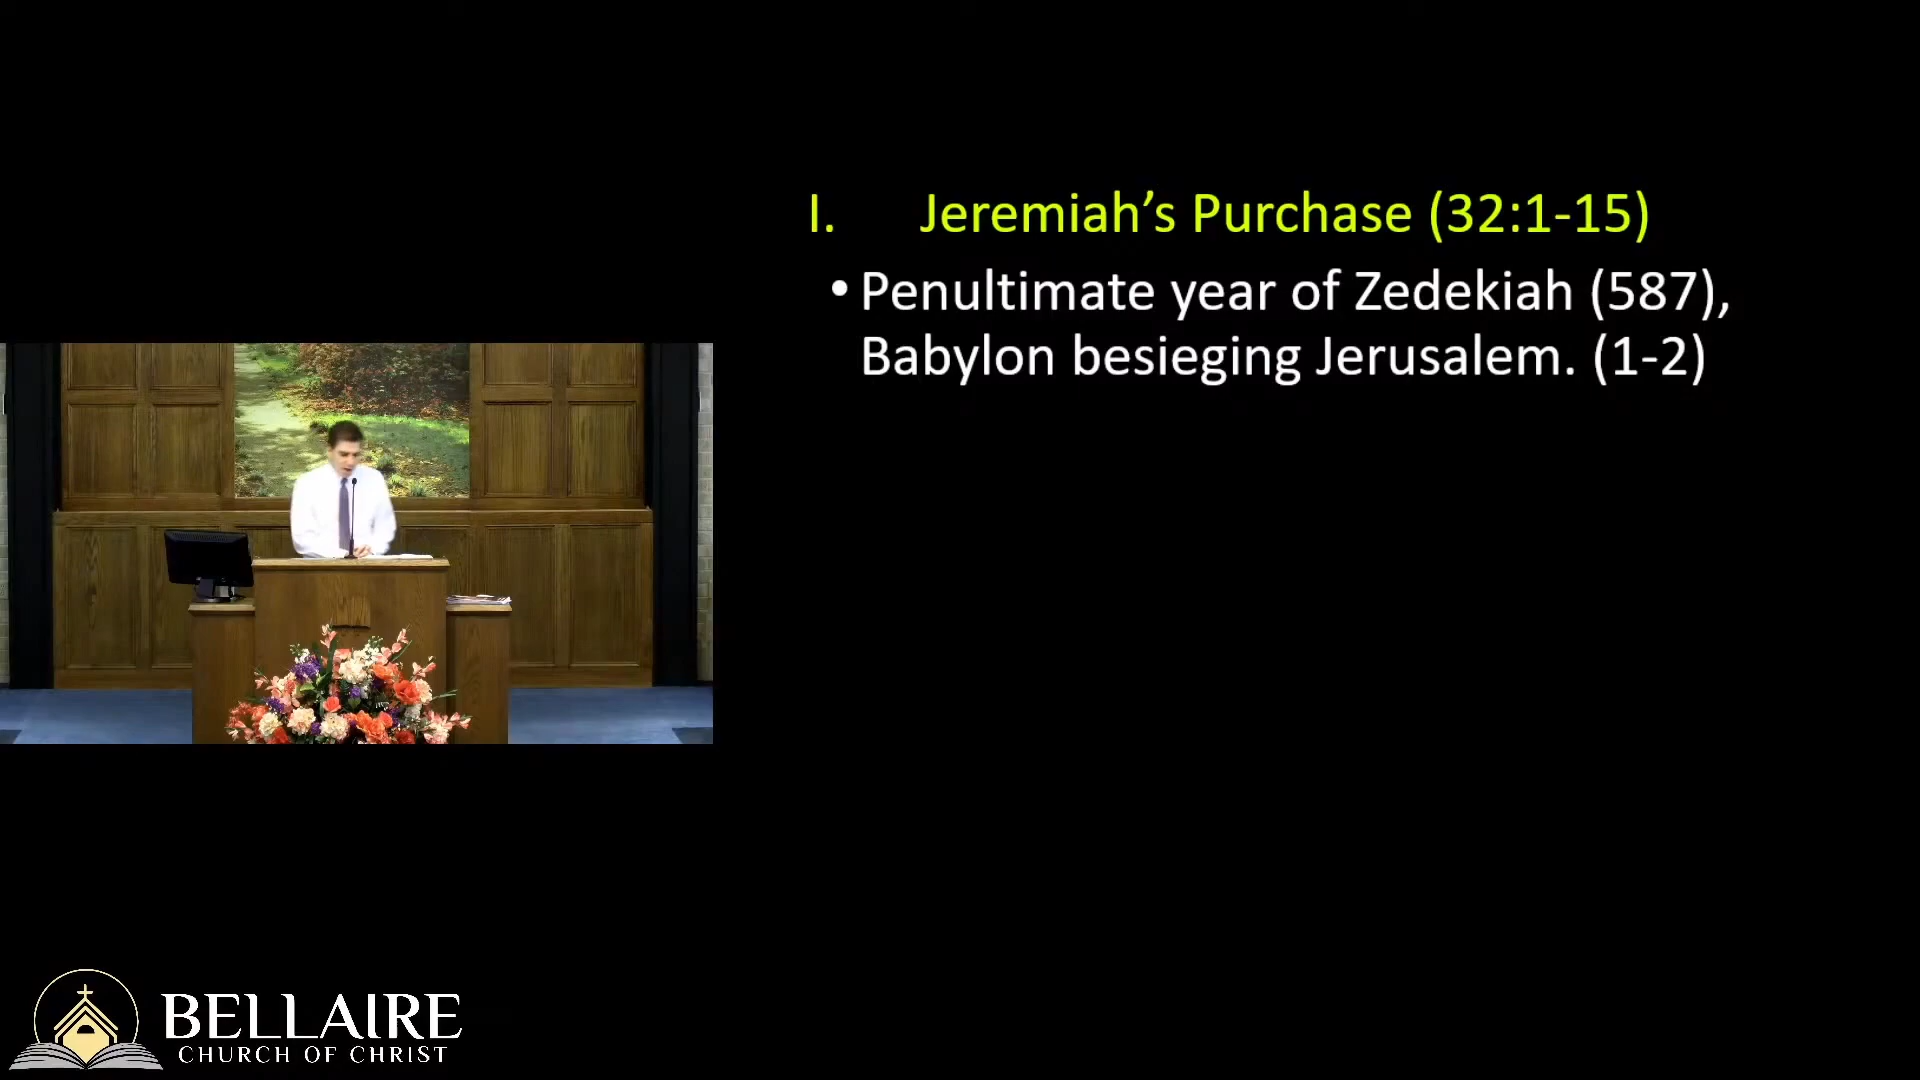 I. Jeremiah’s Purchase (32:1-15)
• Penultimate year of Zedekiah (587),
Babylon besieging Jerusalem. (1-2)
BELLAIRE
CHURCH OF CHRIST